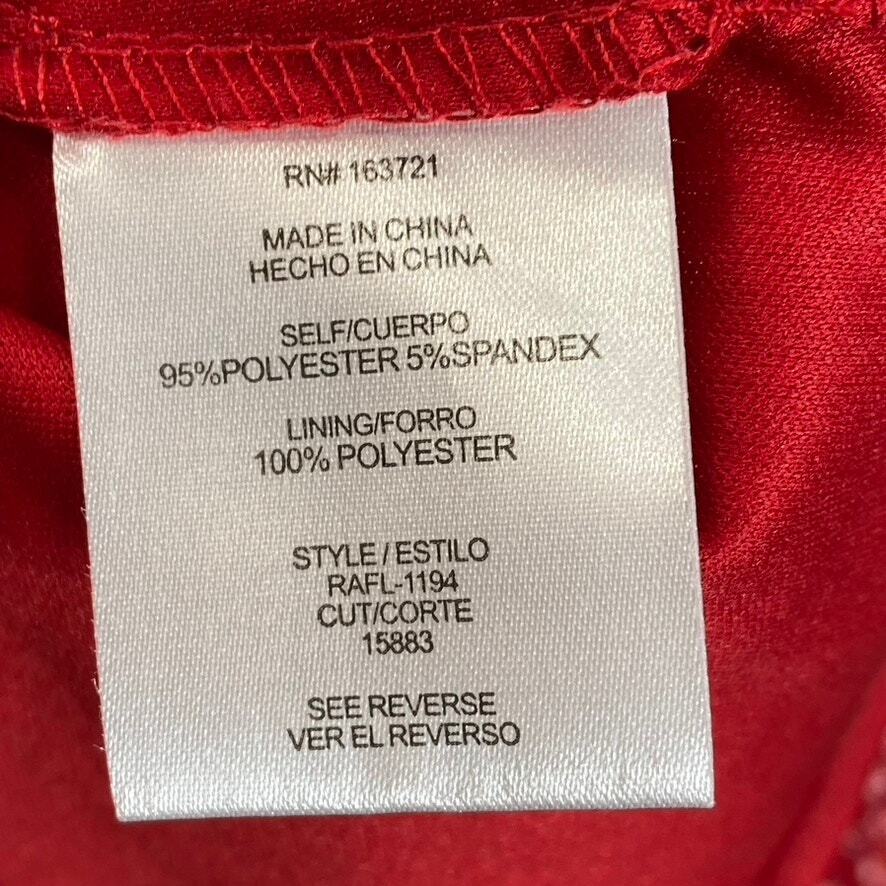 RN# 163721
MADE IN CHINA
HECHO EN CHINA
SELF/CUERPO
95%POLYESTER 5%SPANDEX
LINING/FORRO
100% POLYESTER
STYLE / ESTILO
RAFL-1194
CUT/CORTE
15883
SEE REVERSE
VER EL REVERSO